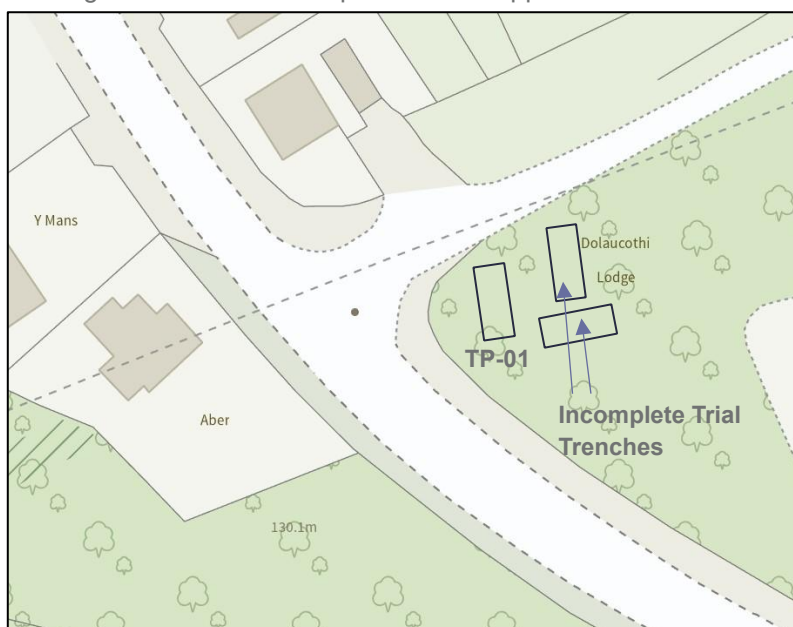 Y Mans
Dolaucothi
Lodge
TP-01
Incomplete Trial
Trenches
Aber
130.1m